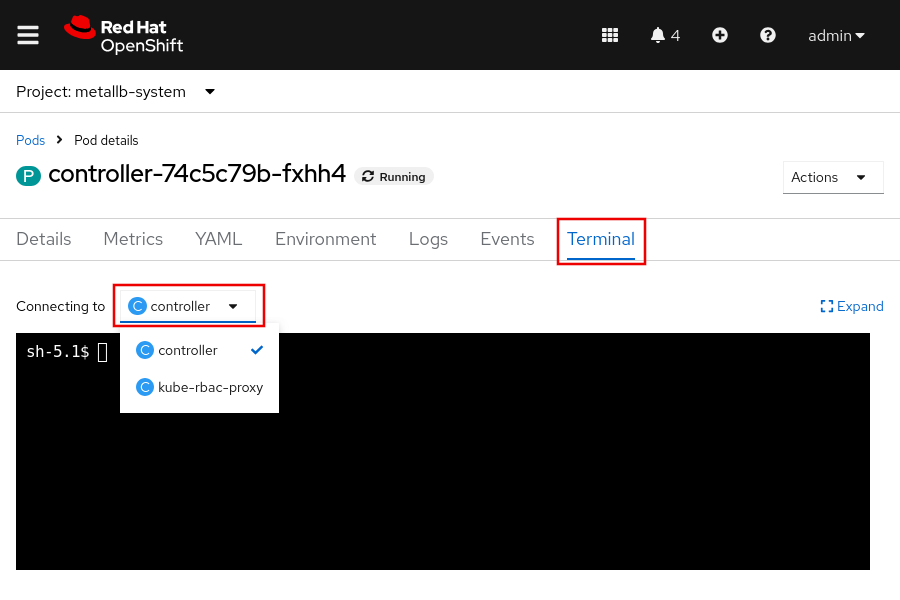 Red Hat
OpenShift
4
?
admin
Project: metallb-system
Pods > Pod details
P controller-74c5c79b-fxhh4 Running
Actions
Details Metrics YAML Environment Logs Events Terminal
Connecting to C controller
Expand
sh-5.1$
C controller
C kube-rbac-proxy